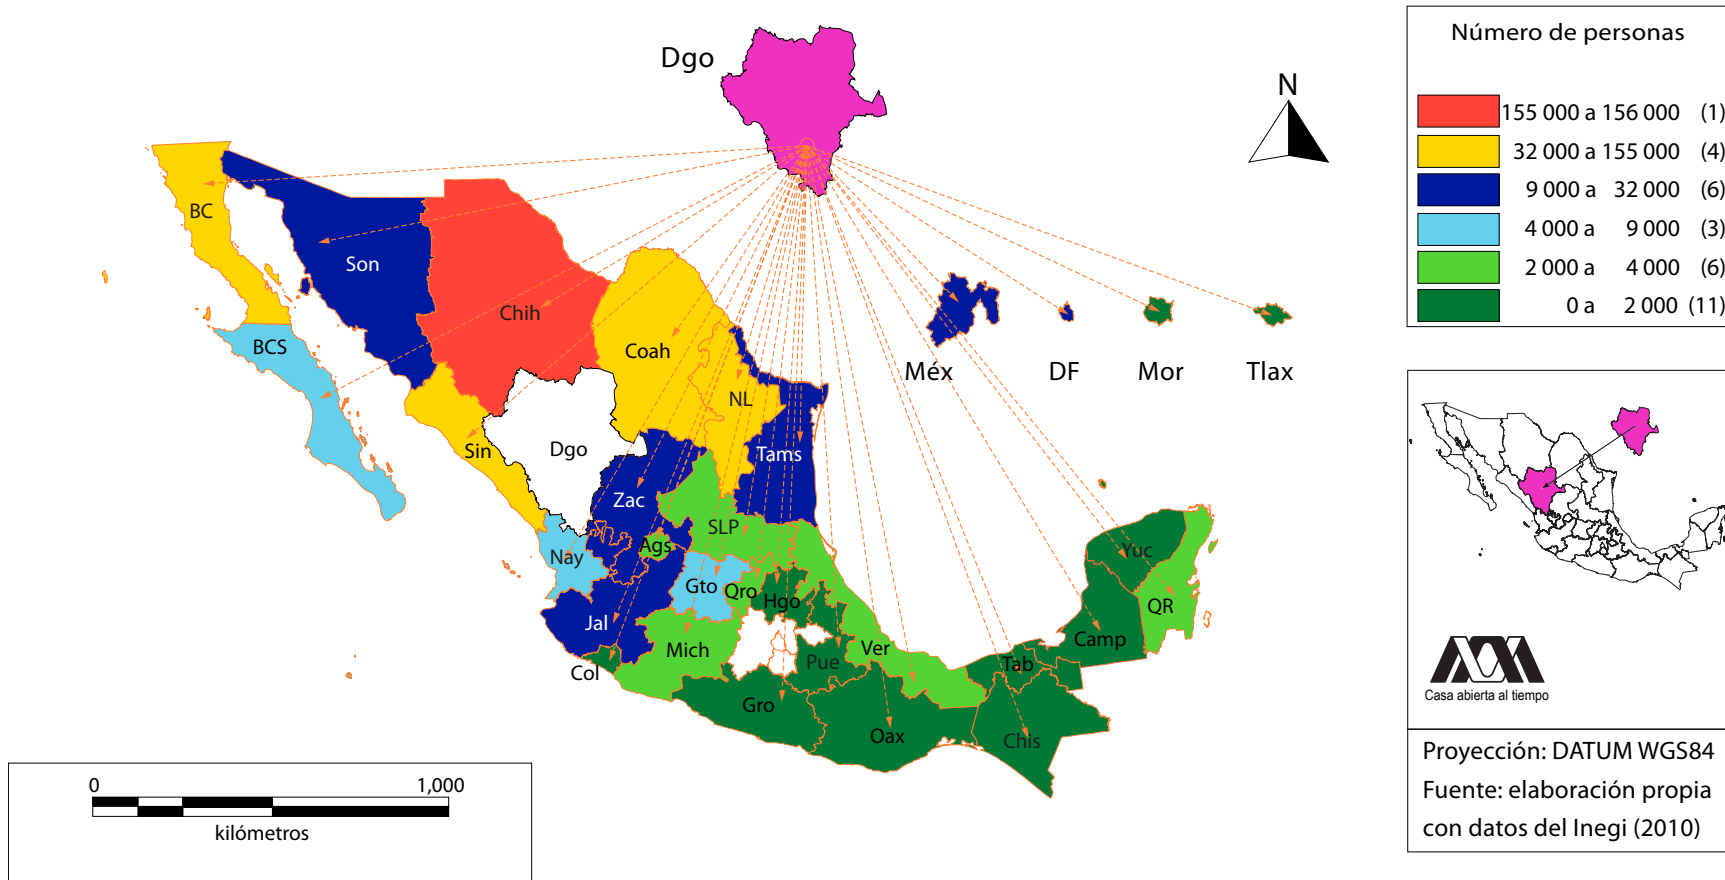 Dgo
N
BC
Son
BCS
Chih
Coah
NL
Sin
Dgo
Tams
Zac
SLP
Ags
Nay
Gto
Qro
Hgo
Jal
Mich
Col
Pue
Ver
Gro
Oax
Tab
Chis
Camp
Yuc
QR
Méx
DF
Mor
Tlax
0 1,000
kilómetros
Número de personas
155 000 a 156 000 (1)
32 000 a 155 000 (4)
9 000 a 32 000 (6)
4 000 a 9 000 (3)
2 000 a 4 000 (6)
0 a 2 000 (11)
Casa abierta al tiempo
Proyección: DATUM WGS84
Fuente: elaboración propia
con datos del Inegi (2010)